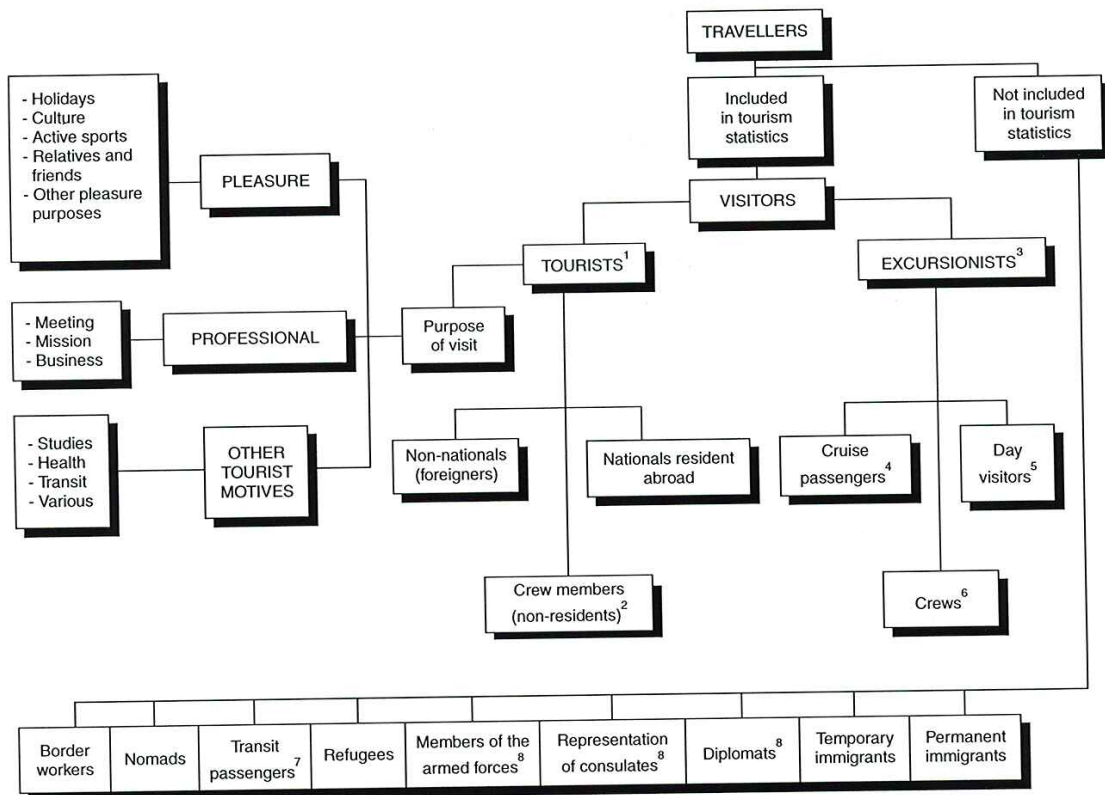 TRAVELLERS
Included
in tourism
statistics
Not included
in tourism
statistics
VISITORS
TOURISTS1
EXCURSIONISTS3
- Holidays
- Culture
- Active sports
- Relatives and
friends
- Other pleasure
purposes
PLEASURE
- Meeting
- Mission
- Business
PROFESSIONAL
Purpose
of visit
- Studies
- Health
- Transit
- Various
OTHER
TOURIST
MOTIVES
Non-nationals
(foreigners)
Nationals resident
abroad
Crew members
(non-residents)2
Cruise
passengers4
Day
visitors5
Crews6
Border
workers
Nomads
Transit
passengers7
Refugees
Members of the
armed forces8
Representation
of consulates8
Diplomats8
Temporary
immigrants
Permanent
immigrants